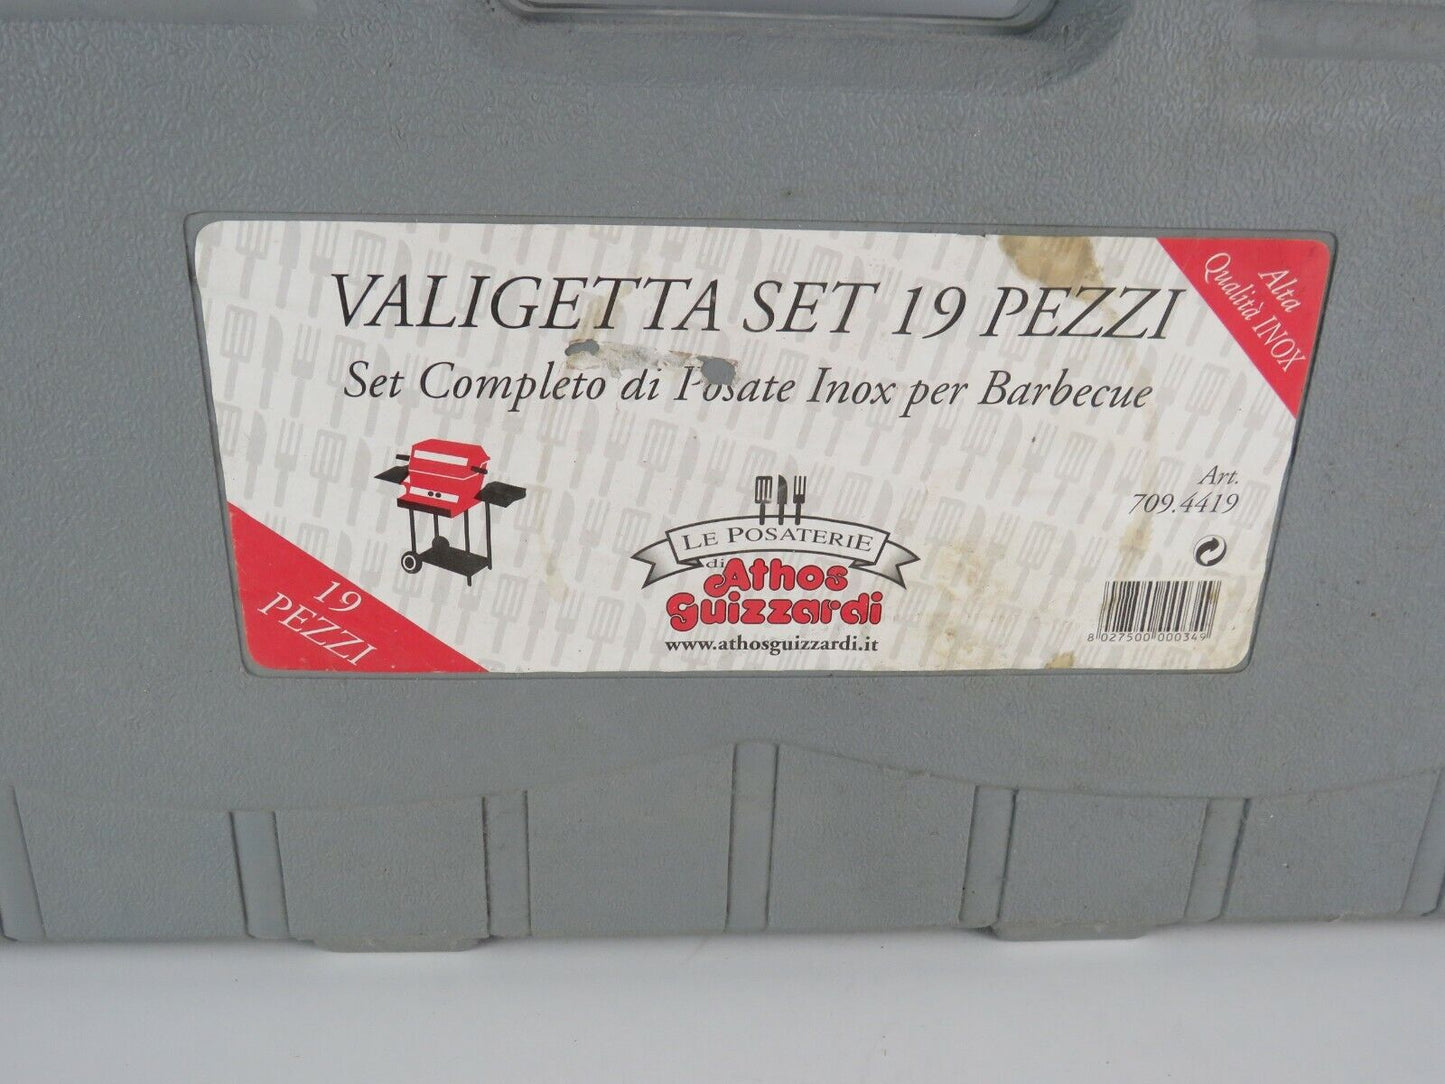 VALIGETTA SET 19 PEZZI
Set Completo di Posate Inox per Barbecue
Alta
Qualità INOX
Art.
709.4419
19
PEZZI
LE POSATERIE
di Athos
Guizzardi
www.athosguizzardi.it
8 027500 000349